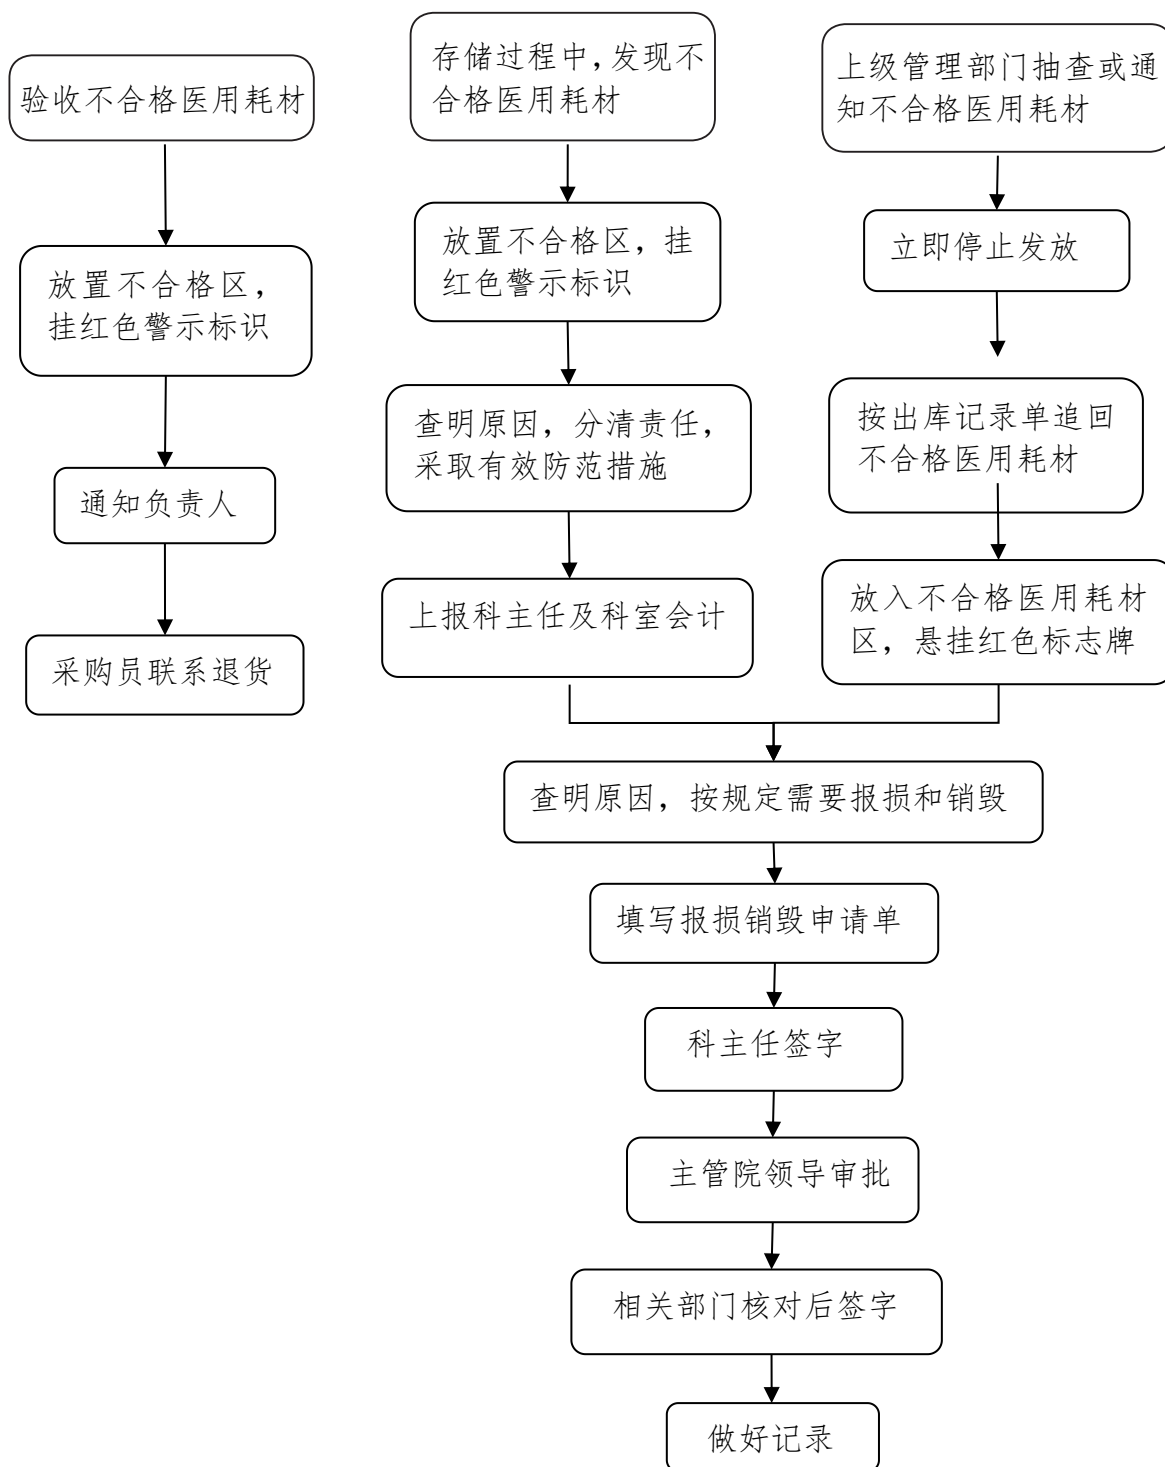 验收不合格医用耗材
放置不合格区，
挂红色警示标识
通知负责人
采购员联系退货
存储过程中，发现不
合格医用耗材
放置不合格区，挂
红色警示标识
查明原因，分清责任，
采取有效防范措施
上报科主任及科室会计
上级管理部门抽查或通
知不合格医用耗材
立即停止发放
按出库记录单追回
不合格医用耗材
放入不合格医用耗材
区，悬挂红色标志牌
查明原因，按规定需要报损和销毁
填写报损销毁申请单
科主任签字
主管院领导审批
相关部门核对后签字
做好记录